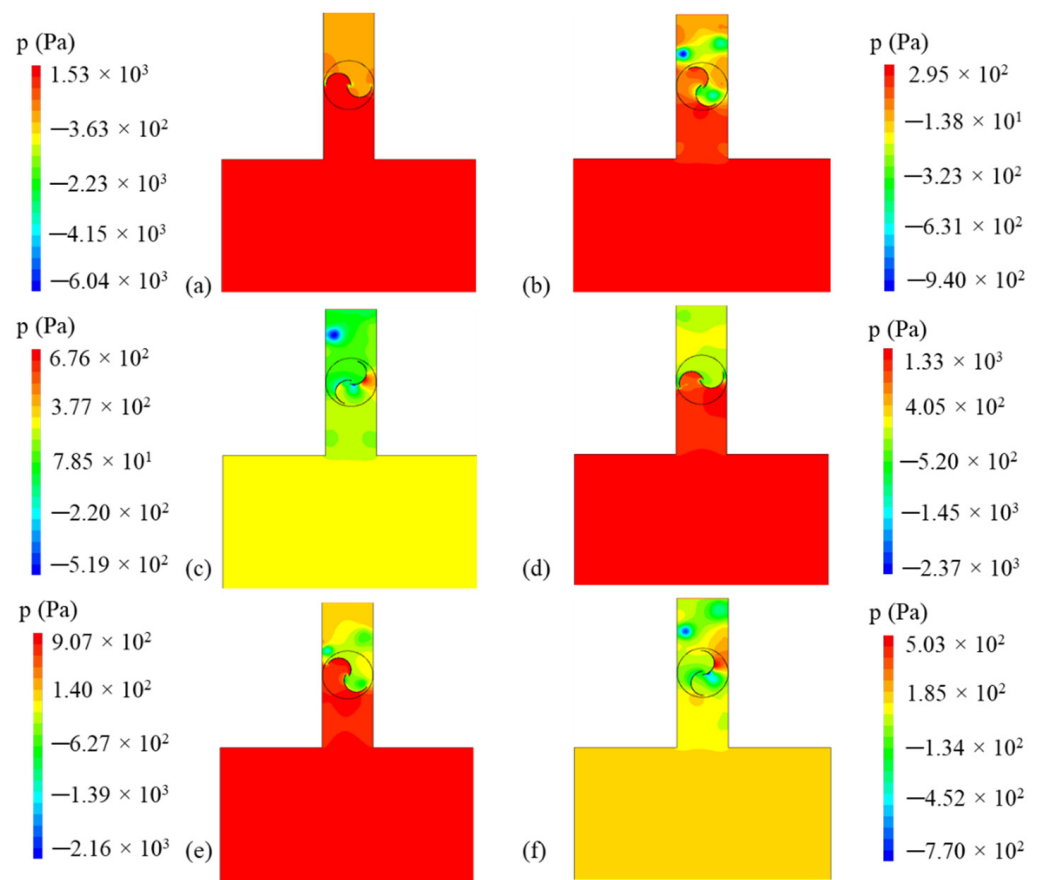 p (Pa)
1.53 × 10³
—3.63 × 10²
—2.23 × 10³
—4.15 × 10³
—6.04 × 10³
(a)
(b)
2.95 × 10²
—1.38 × 10¹
—3.23 × 10²
—6.31 × 10²
—9.40 × 10²
p (Pa)
p (Pa)
6.76 × 10²
3.77 × 10²
7.85 × 10¹
—2.20 × 10²
—5.19 × 10²
(c)
(d)
p (Pa)
1.33 × 10³
4.05 × 10²
—5.20 × 10²
—1.45 × 10³
—2.37 × 10³
p (Pa)
9.07 × 10²
1.40 × 10²
—6.27 × 10²
—1.39 × 10³
—2.16 × 10³
(e)
(f)
p (Pa)
5.03 × 10²
1.85 × 10²
—1.34 × 10²
—4.52 × 10²
—7.70 × 10²